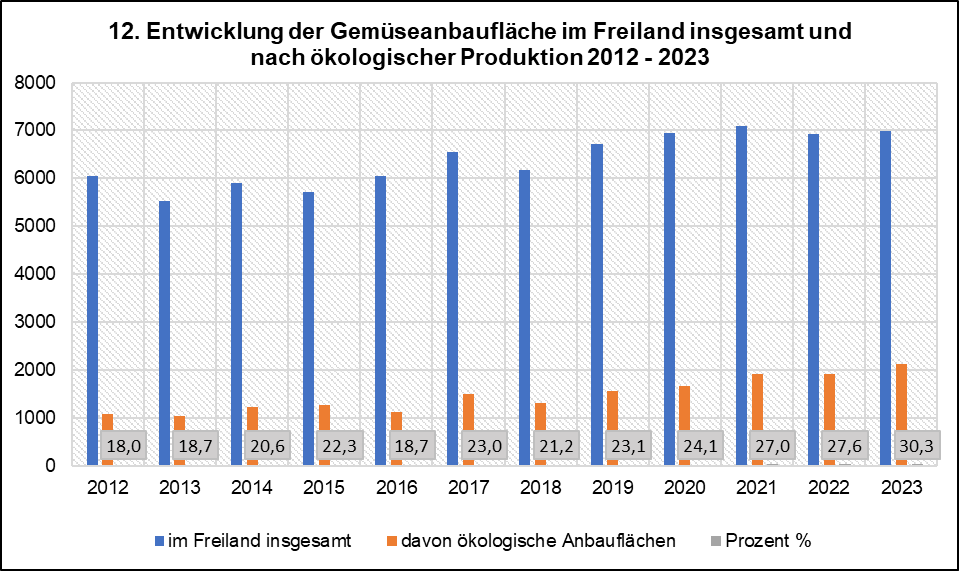 12. Entwicklung der Gemüseanbaufläche im Freiland insgesamt und
nach ökologischer Produktion 2012 - 2023
8000
7000
6000
5000
4000
3000
2000
1000
0
18,0 18,7 20,6 22,3 18,7 23,0 21,2 23,1 24,1 27,0 27,6 30,3
2012 2013 2014 2015 2016 2017 2018 2019 2020 2021 2022 2023
im Freiland insgesamt davon ökologische Anbauflächen Prozent %